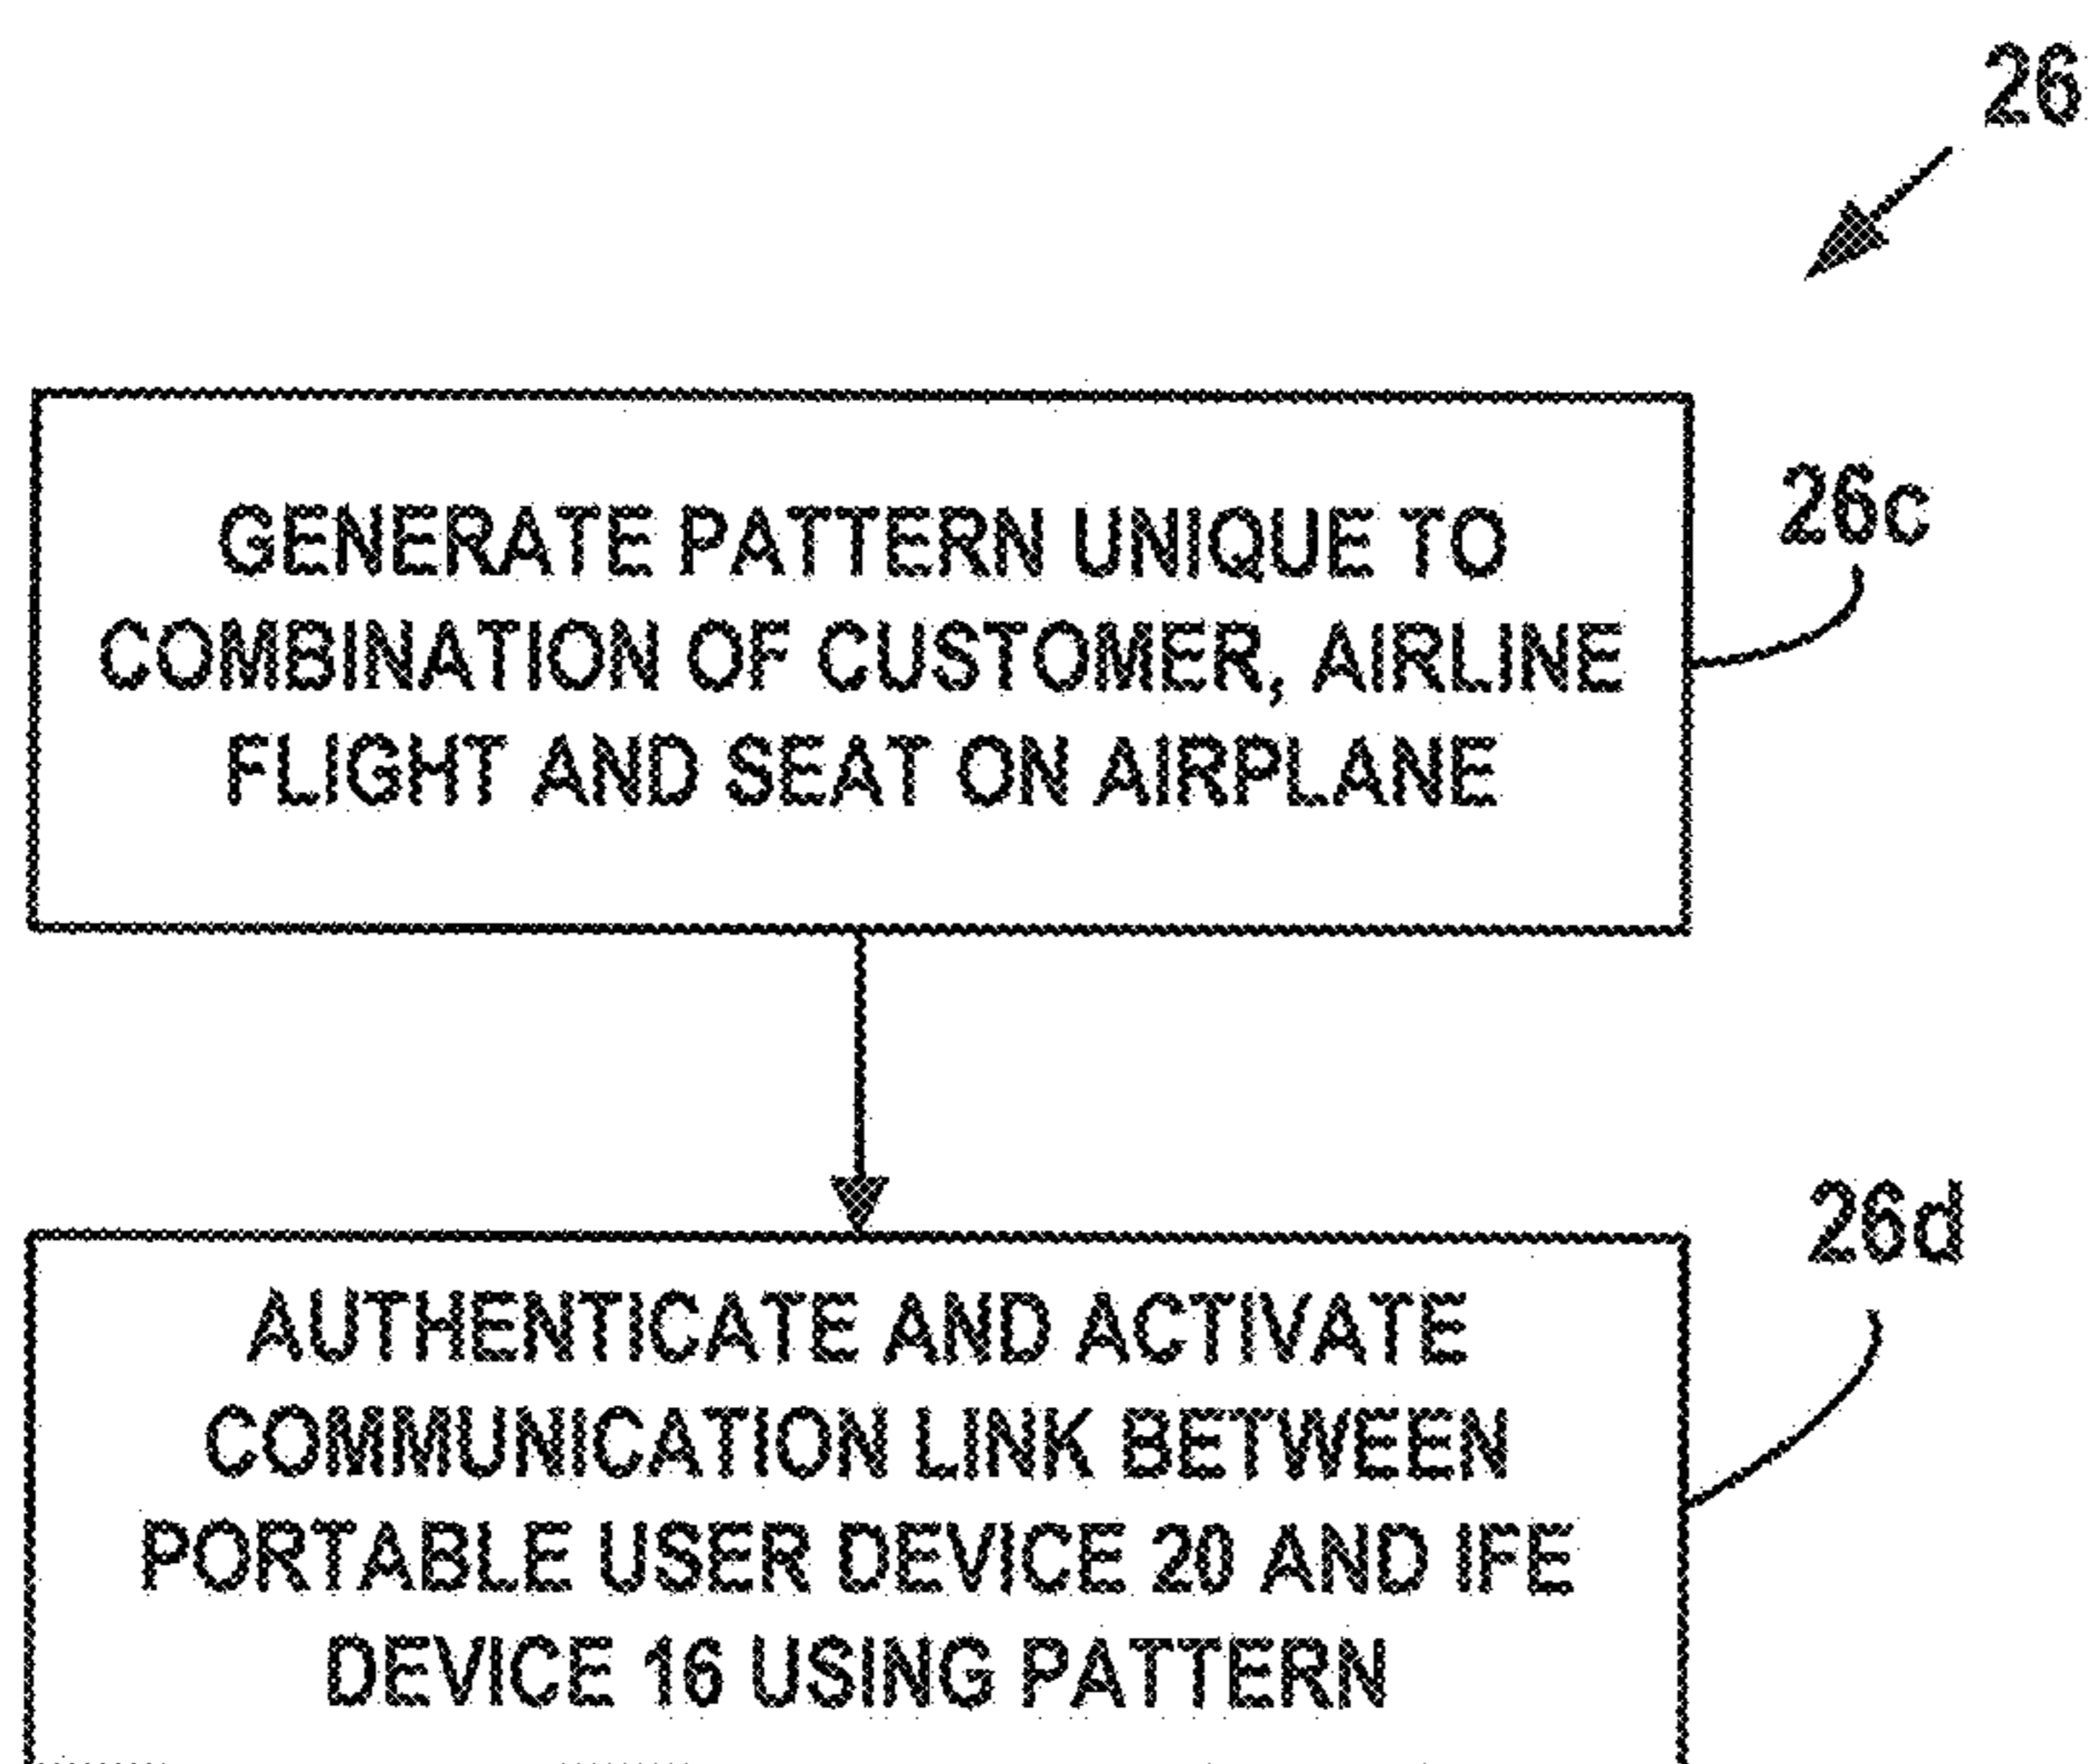 26
GENERATE PATTERN UNIQUE TO
COMBINATION OF CUSTOMER, AIRLINE
FLIGHT AND SEAT ON AIRPLANE
26c
AUTHENTICATE AND ACTIVATE
COMMUNICATION LINK BETWEEN
PORTABLE USER DEVICE 20 AND IFE
DEVICE 16 USING PATTERN
26d